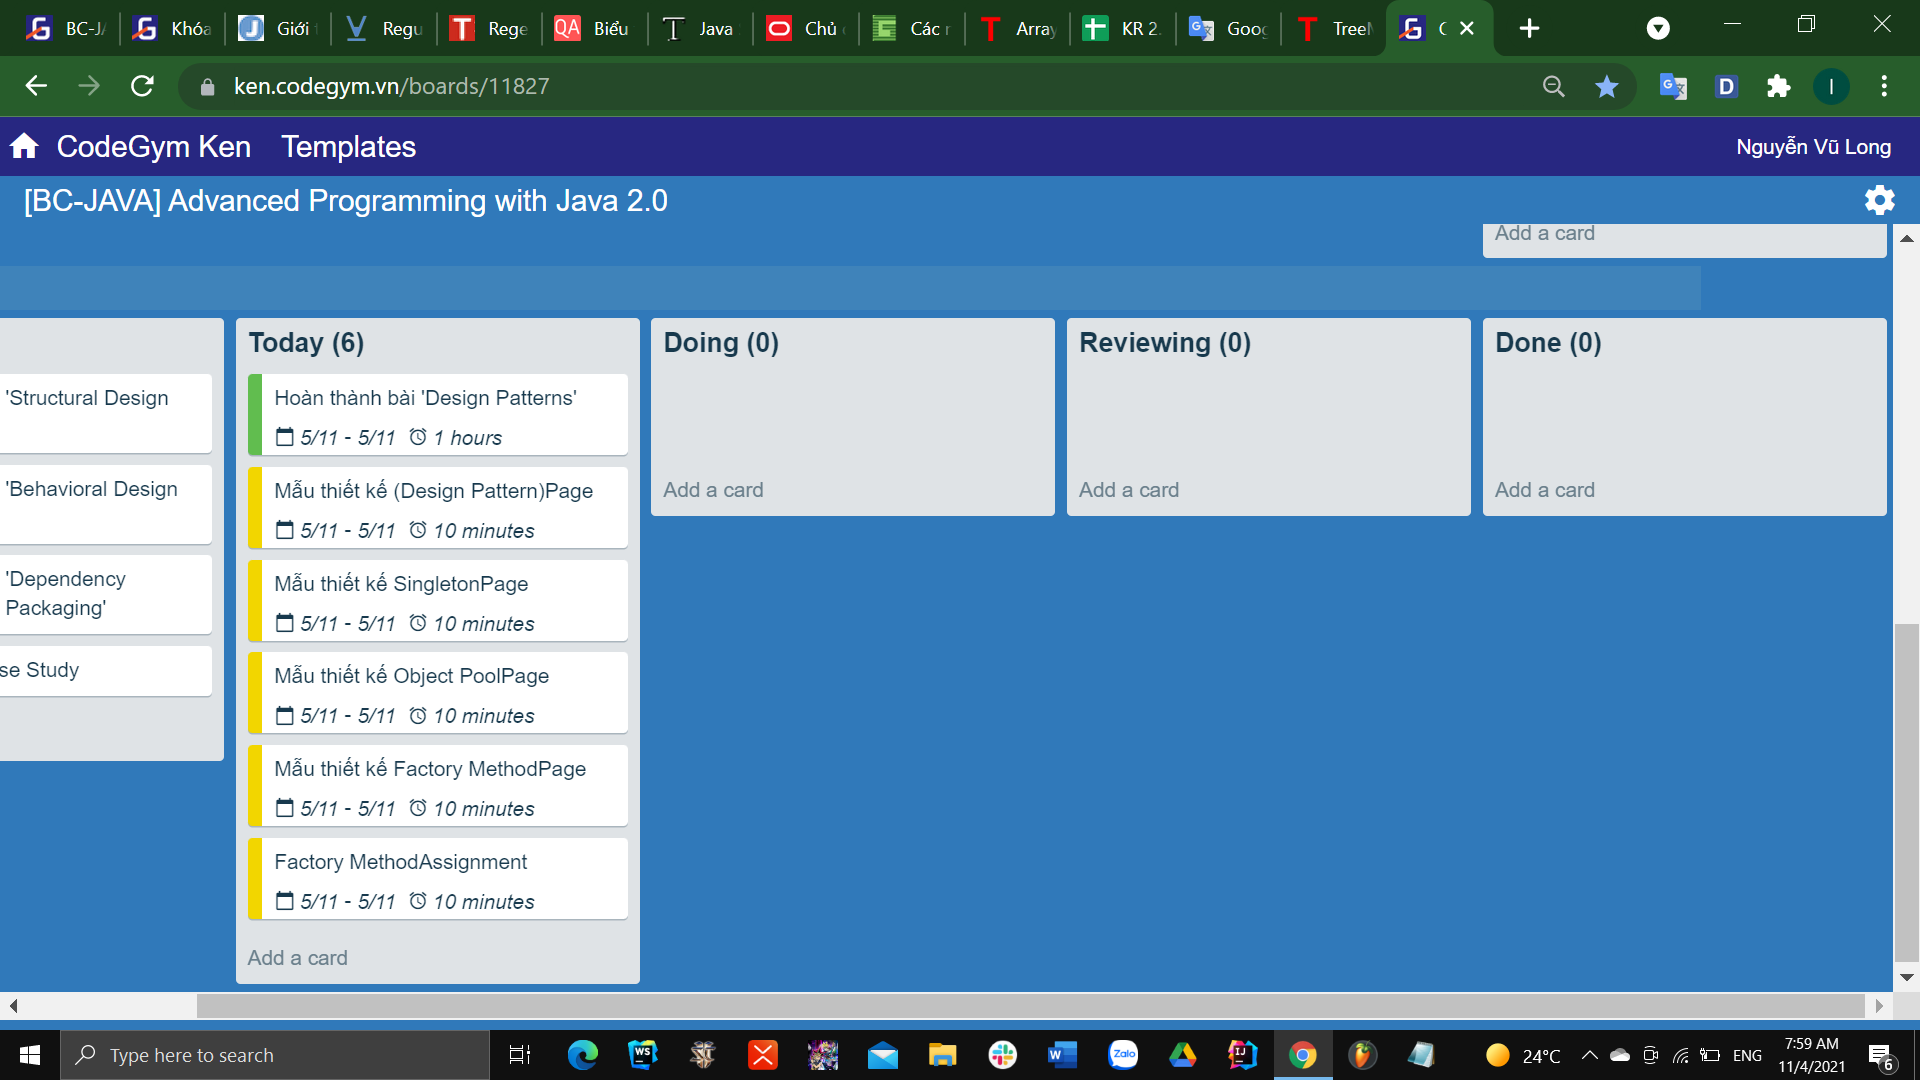 BC-J
Khóa
Giới
Regu
Rege
Biểu
Java
Chủ
Các
Array
KR 2.
Goog
Tree
ken.codegym.vn/boards/11827
CodeGym Ken
Templates
Nguyễn Vũ Long
[BC-JAVA] Advanced Programming with Java 2.0
Add a card
'Structural Design
'Behavioral Design
'Dependency
Packaging'
se Study
Today (6)
Hoàn thành bài 'Design Patterns'
5/11 - 5/11 1 hours
Mẫu thiết kế (Design Pattern)Page
5/11 - 5/11 10 minutes
Mẫu thiết kế SingletonPage
5/11 - 5/11 10 minutes
Mẫu thiết kế Object PoolPage
5/11 - 5/11 10 minutes
Mẫu thiết kế Factory MethodPage
5/11 - 5/11 10 minutes
Factory MethodAssignment
5/11 - 5/11 10 minutes
Add a card
Doing (0)
Add a card
Reviewing (0)
Add a card
Done (0)
Add a card
Type here to search
24°C
ENG
7:59 AM
11/4/2021
6